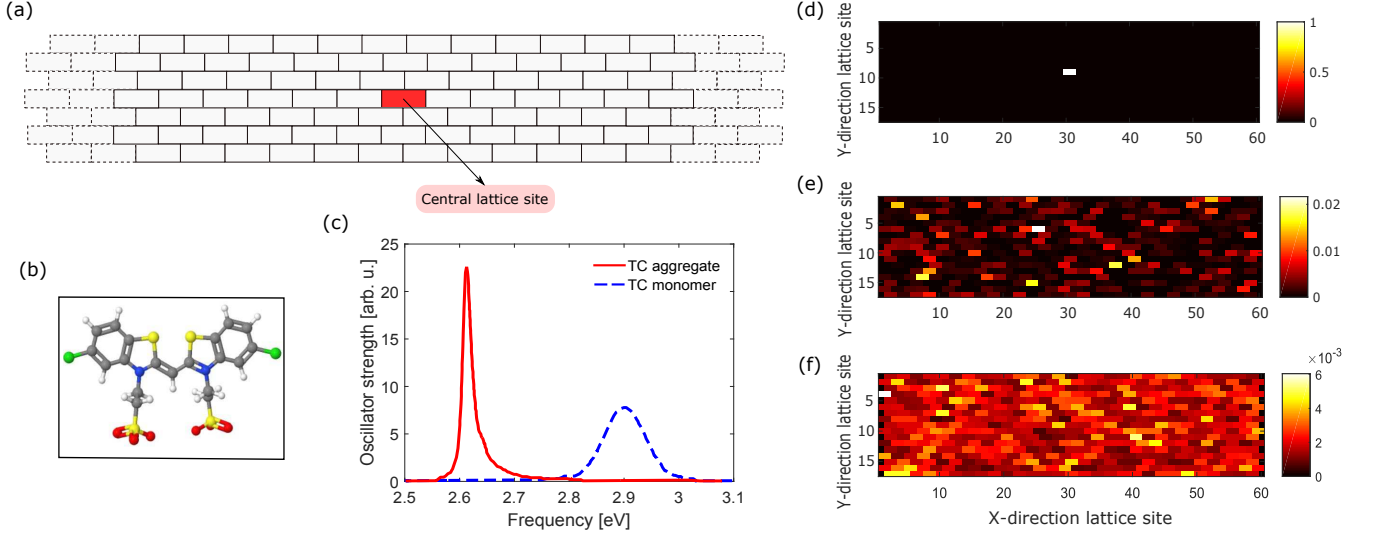 (a)
Central lattice site
(b)
(c)
25
20
15
10
5
0
Oscillator strength [arb. u.]
TC aggregate
TC monomer
2.5 2.6 2.7 2.8 2.9 3 3.1
Frequency [eV]
(d)
Y-direction lattice site
5
10
15
10 20 30 40 50 60
1
0.5
0
(e)
Y-direction lattice site
5
10
15
10 20 30 40 50 60
0.02
0.01
0
(f)
Y-direction lattice site
5
10
15
10 20 30 40 50 60
X-direction lattice site
×10⁻³
6
4
2
0